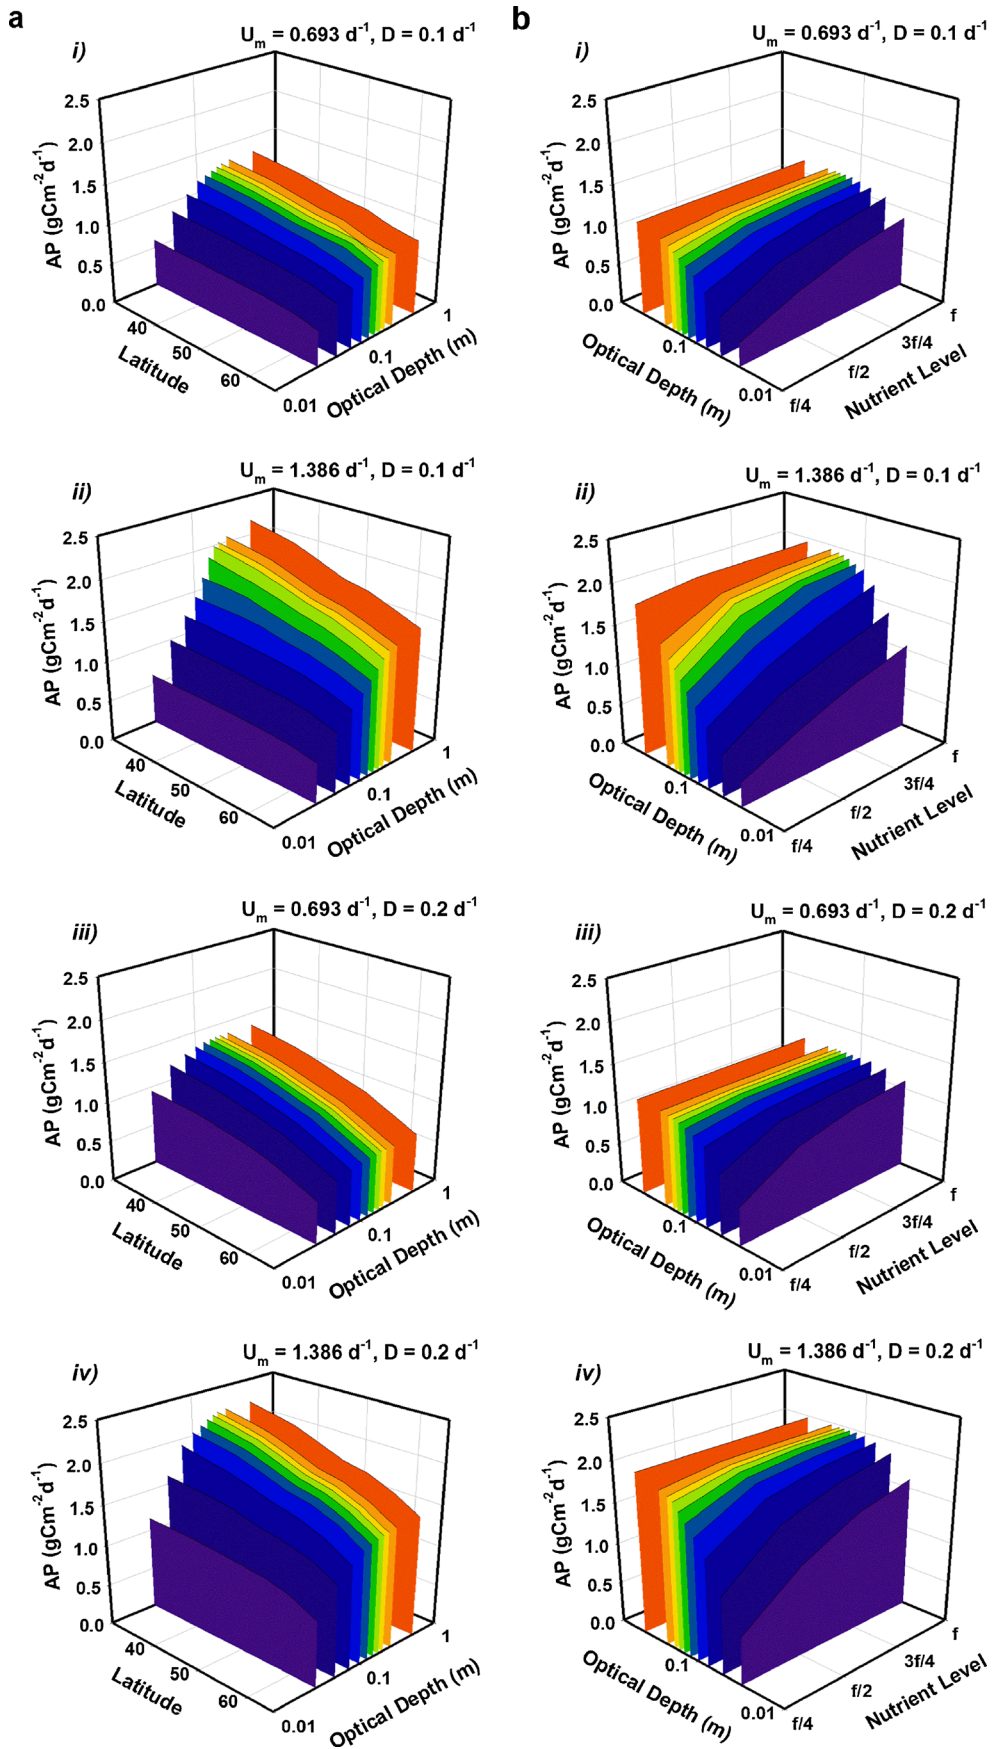 a
U_m = 0.693 d⁻¹, D = 0.1 d⁻¹
i)
2.5
2.0
1.5
1.0
0.5
0.0
AP (gCm⁻²d⁻¹)
40
50
60
Latitude
0.01
0.1
1
Optical Depth (m)
U_m = 1.386 d⁻¹, D = 0.1 d⁻¹
ii)
2.5
2.0
1.5
1.0
0.5
0.0
AP (gCm⁻²d⁻¹)
40
50
60
Latitude
0.01
0.1
1
Optical Depth (m)
U_m = 0.693 d⁻¹, D = 0.2 d⁻¹
iii)
2.5
2.0
1.5
1.0
0.5
0.0
AP (gCm⁻²d⁻¹)
40
50
60
Latitude
0.01
0.1
1
Optical Depth (m)
U_m = 1.386 d⁻¹, D = 0.2 d⁻¹
iv)
2.5
2.0
1.5
1.0
0.5
0.0
AP (gCm⁻²d⁻¹)
40
50
60
Latitude
0.01
0.1
1
Optical Depth (m)
b
U_m = 0.693 d⁻¹, D = 0.1 d⁻¹
i)
2.5
2.0
1.5
1.0
0.5
0.0
AP (gCm⁻²d⁻¹)
0.1
0.01
Optical Depth (m)
f/4
f/2
3f/4
f
Nutrient Level
U_m = 1.386 d⁻¹, D = 0.1 d⁻¹
ii)
2.5
2.0
1.5
1.0
0.5
0.0
AP (gCm⁻²d⁻¹)
0.1
0.01
Optical Depth (m)
f/4
f/2
3f/4
f
Nutrient Level
U_m = 0.693 d⁻¹, D = 0.2 d⁻¹
iii)
2.5
2.0
1.5
1.0
0.5
0.0
AP (gCm⁻²d⁻¹)
0.1
0.01
Optical Depth (m)
f/4
f/2
3f/4
f
Nutrient Level
U_m = 1.386 d⁻¹, D = 0.2 d⁻¹
iv)
2.5
2.0
1.5
1.0
0.5
0.0
AP (gCm⁻²d⁻¹)
0.1
0.01
Optical Depth (m)
f/4
f/2
3f/4
f
Nutrient Level